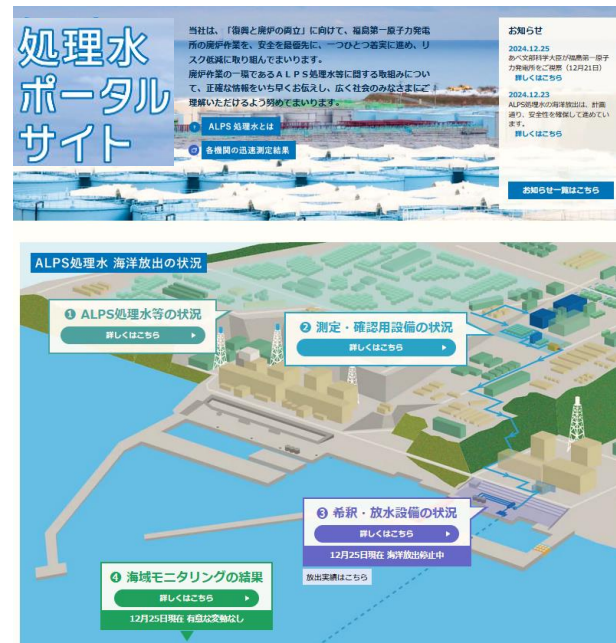 処理水
ポータル
サイト
当社は、「復興と廃炉の両立」に向けて、福島第一原子力発電
所の廃炉作業を、安全を最優先に、一つひとつ着実に進め、リ
スク低減に取り組んでまいります。
廃炉作業の一環であるＡＬＰＳ処理水等に関する取組みについ
て、正確な情報をいち早くお伝えし、広く社会のみなさまにご
理解いただけるよう努めてまいります。
ALPS 処理水とは
各機関の迅速測定結果
お知らせ
2024.12.25
あべ文部科学大臣が福島第一原子
力発電所をご視察（12月21日）
詳しくはこちら
2024.12.23
ALPS処理水の海洋放出は、計画
通り、安全性を確保して進めてい
ます。
詳しくはこちら
お知らせ一覧はこちら
ALPS処理水 海洋放出の状況
❶ ALPS処理水等の状況
詳しくはこちら
❷ 測定・確認用設備の状況
詳しくはこちら
❸ 希釈・放水設備の状況
詳しくはこちら
12月25日現在 海洋放出停止中
放出実績はこちら
❹ 海域モニタリングの結果
詳しくはこちら
12月25日現在 有意な変動なし